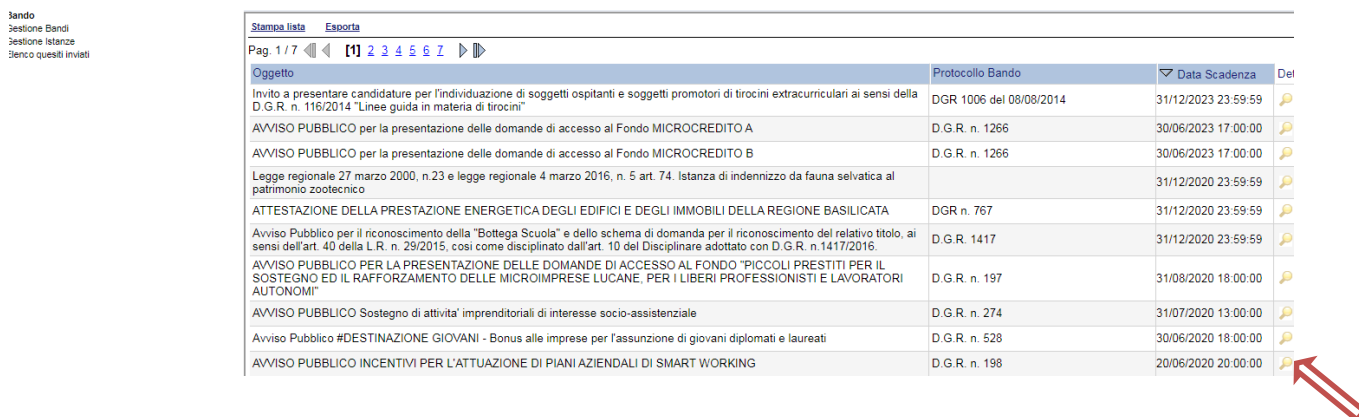 Bando
Gestione Bandi
Gestione Istanze
Elenco quesiti inviati
Stampa lista Esporta
Pag. 1 / 7 [1] 2 3 4 5 6 7
Oggetto Protocollo Bando Data Scadenza Det
Invito a presentare candidature per l'individuazione di soggetti ospitanti e soggetti promotori di tirocini extracurriculari ai sensi della
D.G.R. n. 116/2014 "Linee guida in materia di tirocini" DGR 1006 del 08/08/2014 31/12/2023 23:59:59
AVVISO PUBBLICO per la presentazione delle domande di accesso al Fondo MICROCREDITO A D.G.R. n. 1266 30/06/2023 17:00:00
AVVISO PUBBLICO per la presentazione delle domande di accesso al Fondo MICROCREDITO B D.G.R. n. 1266 30/06/2023 17:00:00
Legge regionale 27 marzo 2000, n.23 e legge regionale 4 marzo 2016, n. 5 art. 74. Istanza di indennizzo da fauna selvatica al
patrimonio zootecnico 31/12/2020 23:59:59
ATTESTAZIONE DELLA PRESTAZIONE ENERGETICA DEGLI EDIFICI E DEGLI IMMOBILI DELLA REGIONE BASILICATA DGR n. 767 31/12/2020 23:59:59
Avviso Pubblico per il riconoscimento della "Bottega Scuola" e dello schema di domanda per il riconoscimento del relativo titolo, ai
sensi dell'art. 40 della L.R. n. 29/2015, cosi come disciplinato dall'art. 10 del Disciplinare adottato con D.G.R. n.1417/2016. D.G.R. 1417 31/12/2020 23:59:59
AVVISO PUBBLICO PER LA PRESENTAZIONE DELLE DOMANDE DI ACCESSO AL FONDO "PICCOLI PRESTITI PER IL
SOSTEGNO ED IL RAFFORZAMENTO DELLE MICROIMPRESE LUCANE, PER I LIBERI PROFESSIONISTI E LAVORATORI
AUTONOMI" D.G.R. n. 197 31/08/2020 18:00:00
AVVISO PUBBLICO Sostegno di attivita' imprenditoriali di interesse socio-assistenziale D.G.R. n. 274 31/07/2020 13:00:00
Avviso Pubblico #DESTINAZIONE GIOVANI - Bonus alle imprese per l'assunzione di giovani diplomati e laureati D.G.R. n. 528 30/06/2020 18:00:00
AVVISO PUBBLICO INCENTIVI PER L'ATTUAZIONE DI PIANI AZIENDALI DI SMART WORKING D.G.R. n. 198 20/06/2020 20:00:00